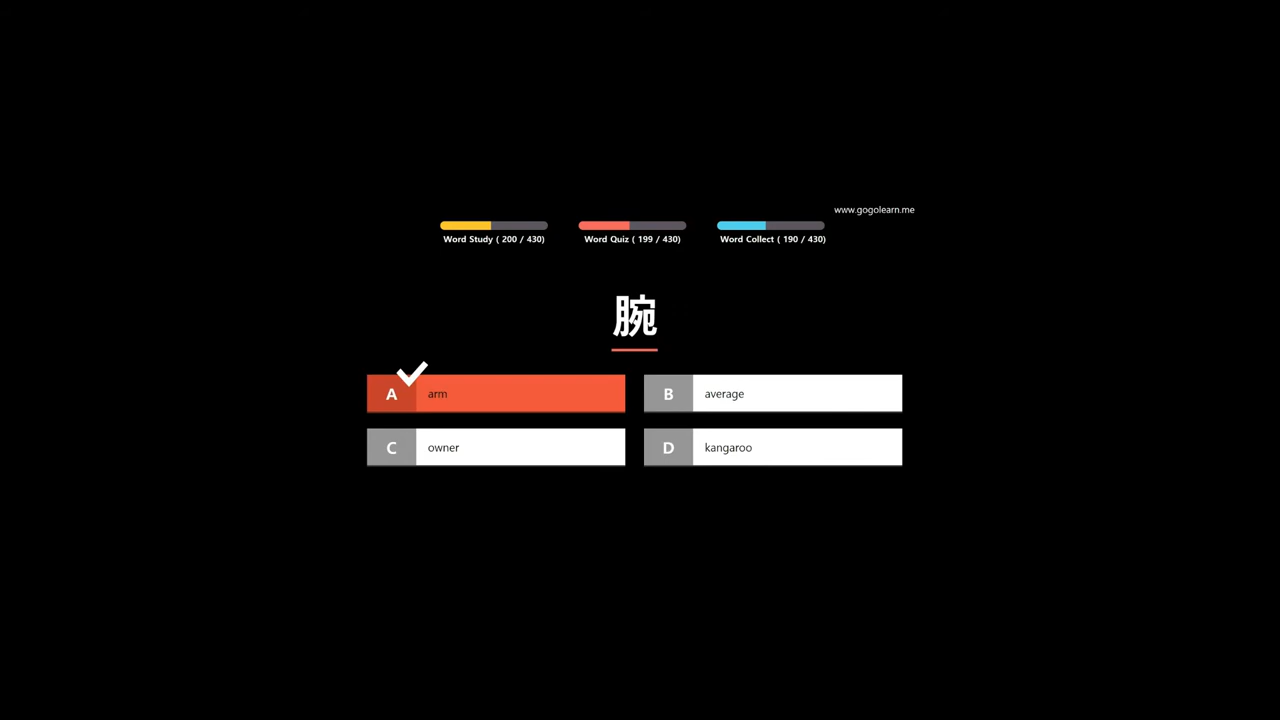 www.gogolearn.me
Word Study ( 200 / 430)
Word Quiz ( 199 / 430)
Word Collect ( 190 / 430)
腕
A arm
B average
C owner
D kangaroo